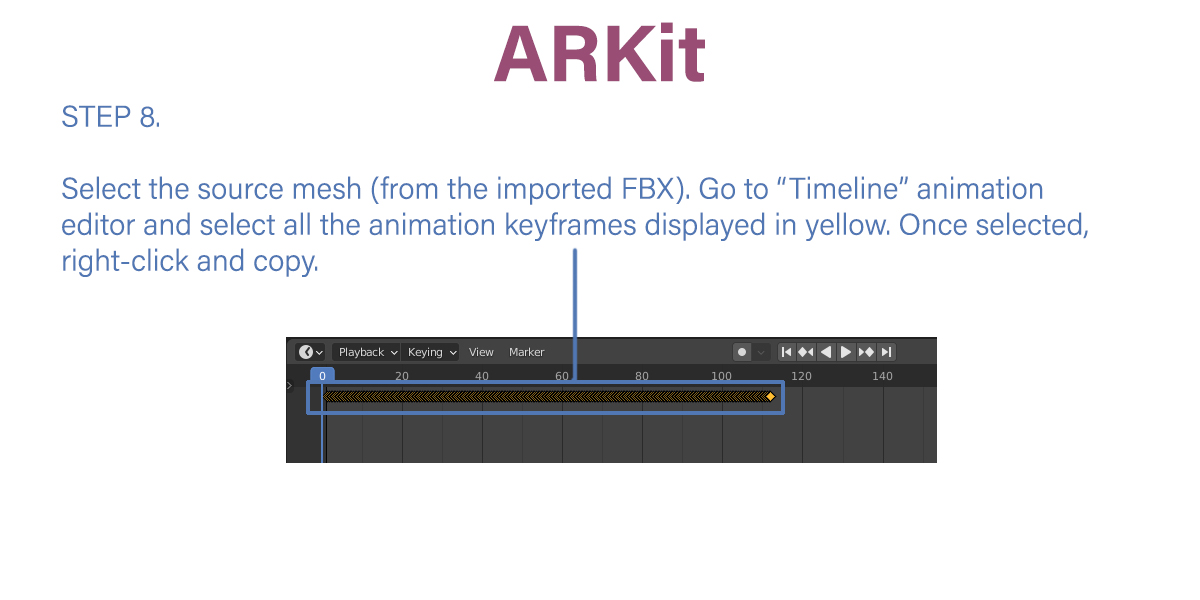 ARKit
STEP 8.
Select the source mesh (from the imported FBX). Go to “Timeline” animation
editor and select all the animation keyframes displayed in yellow. Once selected,
right-click and copy.
Playback Keying View Marker
0 20 40 60 80 100 120 140